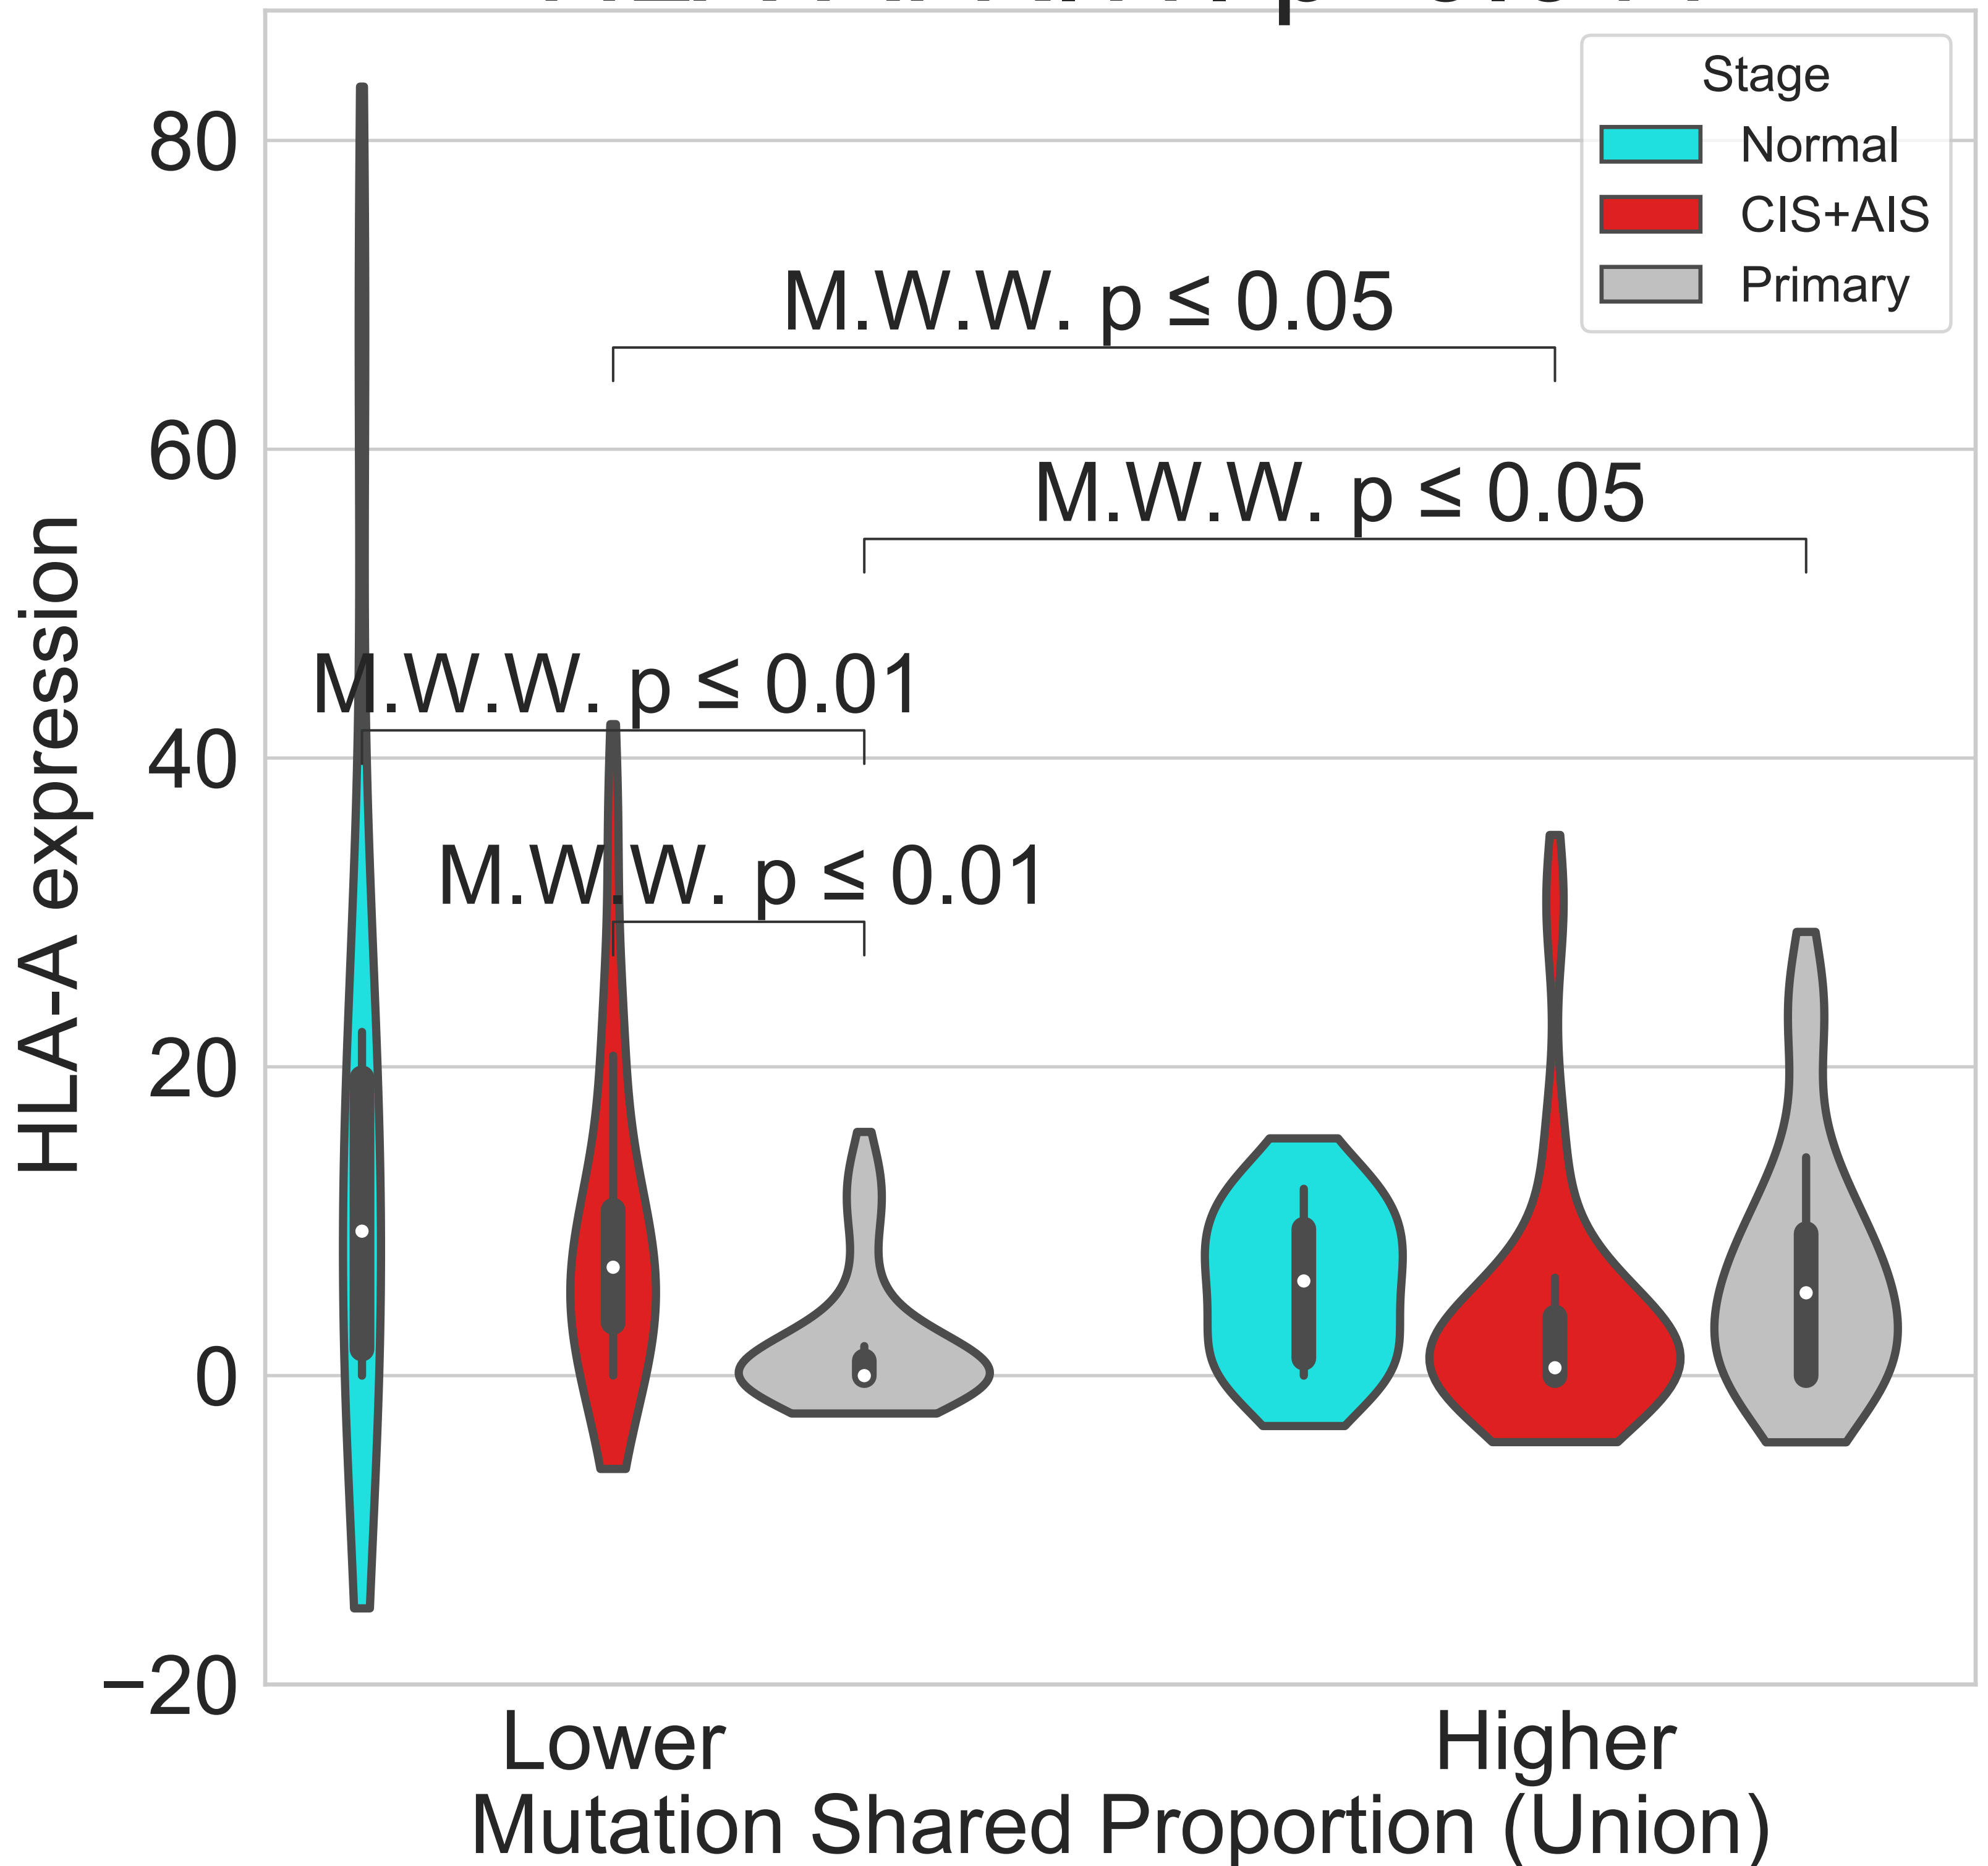 Stage
Normal
CIS+AIS
Primary
M.W.W. p ≤ 0.05
M.W.W. p ≤ 0.05
M.W.W. p ≤ 0.01
M.W.W. p ≤ 0.01
80
60
40
20
0
−20
HLA-A expression
Lower
Higher
Mutation Shared Proportion (Union)